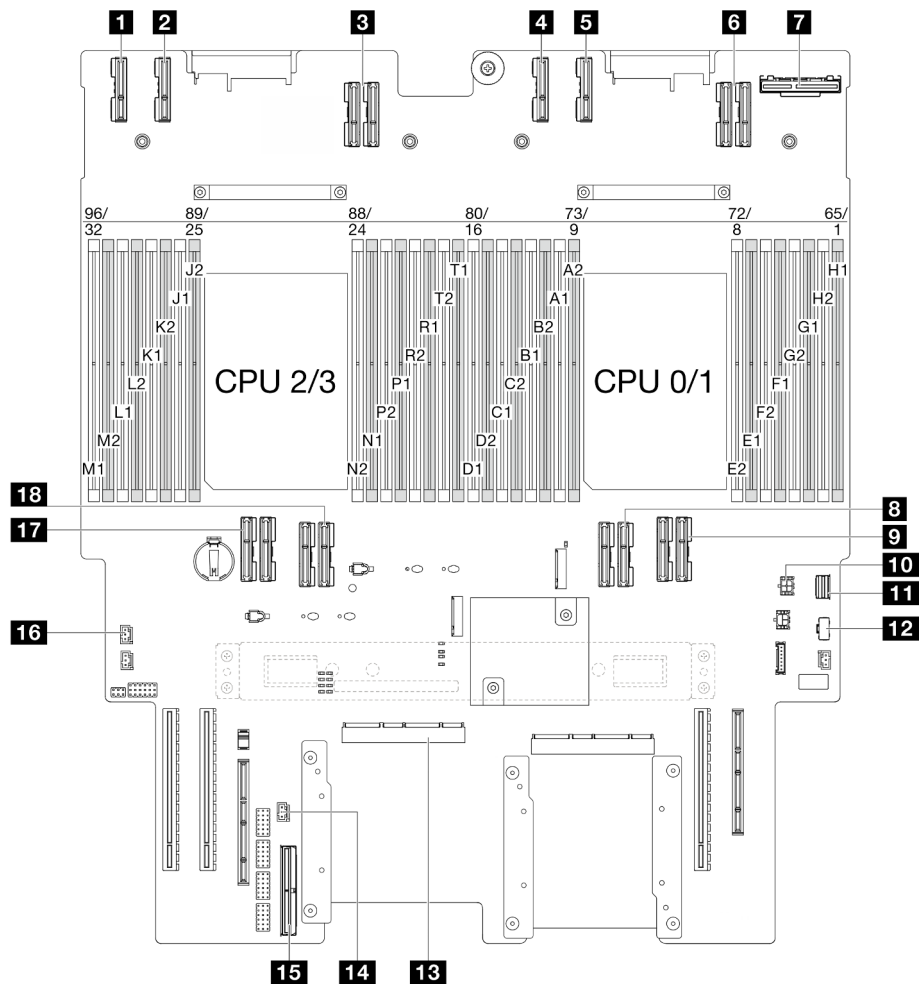 1 2 3 4 5 6 7
96/ 89/ 88/ 80/ 73/ 72/ 65/
32 25 24 16 9 8 1
J2 T1 A2 H1
J1 T2 A1 H2
K2 R1 B2 G1
K1 R2 B1 G2
CPU 2/3 CPU 0/1
L2 P1 C2 F1
L1 P2 C1 F2
M2 N1 D2 E1
M1 N2 D1 E2
18 8
17 9
10
11
16 12
15 14 13